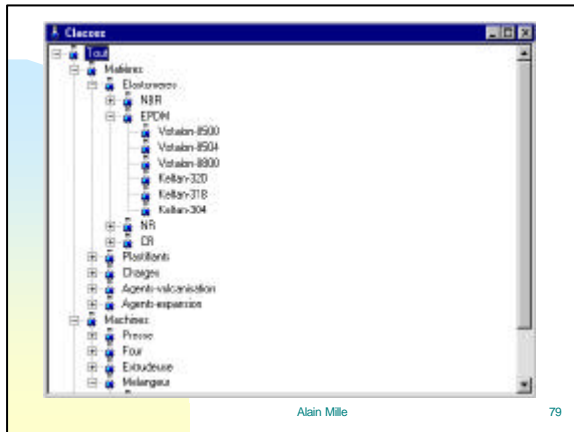 Classes
Tout
Matières
Elastomeres
NBR
EPDM
Vistalon-8500
Vistalon-8504
Vistalon-8800
Keltan-320
Keltan-318
Keltan-304
NR
CR
Plastifiants
Charges
Agents-vulcanisation
Agents-expansion
Machines
Presse
Four
Extrudeuse
Melangeur
Alain Mille
79